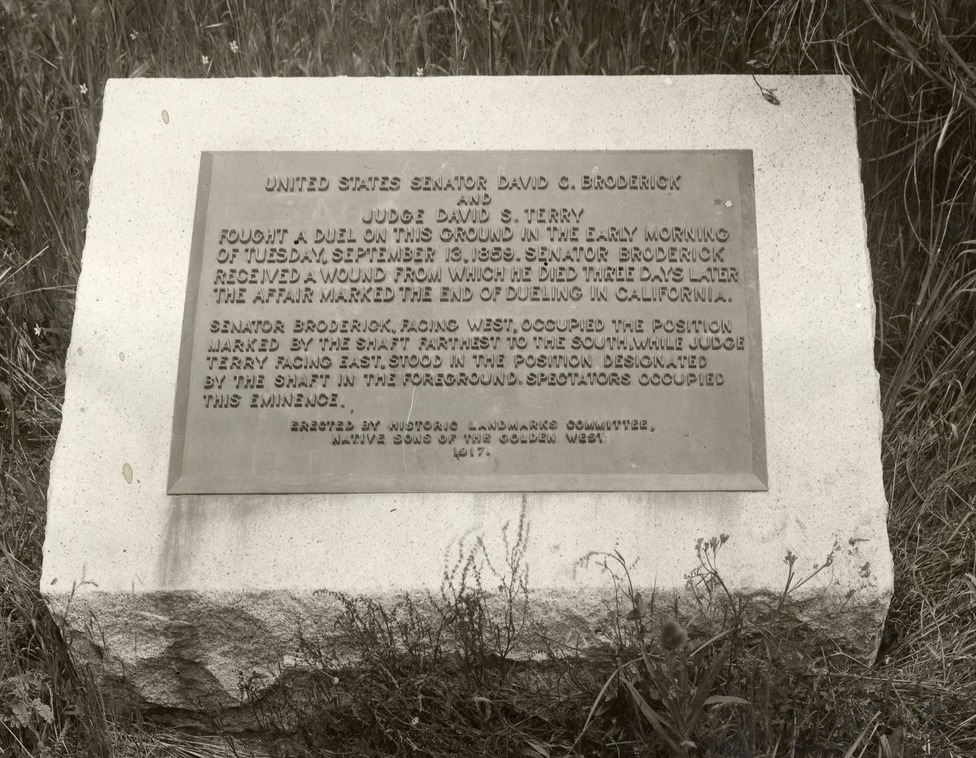 UNITED STATES SENATOR DAVID C. BRODERICK
AND
JUDGE DAVID S. TERRY
FOUGHT A DUEL ON THIS GROUND IN THE EARLY MORNING
OF TUESDAY, SEPTEMBER 13, 1859. SENATOR BRODERICK
RECEIVED A WOUND FROM WHICH HE DIED THREE DAYS LATER
THE AFFAIR MARKED THE END OF DUELING IN CALIFORNIA.
SENATOR BRODERICK, FACING WEST, OCCUPIED THE POSITION
MARKED BY THE SHAFT FARTHEST TO THE SOUTH, WHILE JUDGE
TERRY FACING EAST, STOOD IN THE POSITION DESIGNATED
BY THE SHAFT IN THE FOREGROUND. SPECTATORS OCCUPIED
THIS EMINENCE.
ERECTED BY HISTORIC LANDMARKS COMMITTEE,
NATIVE SONS OF THE GOLDEN WEST
1917.